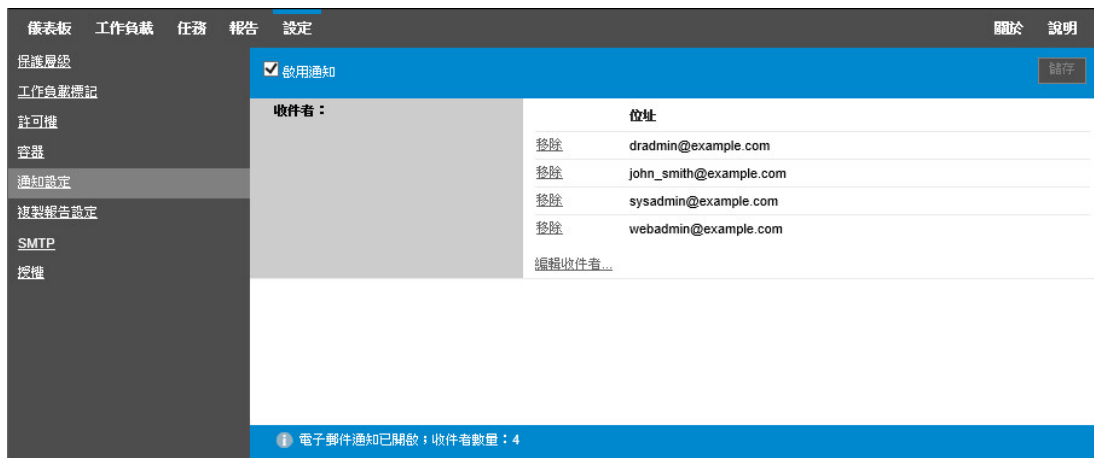 儀表板 工作負載 任務 報告 設定 關於 說明
保護層級
工作負載標記
許可權
容器
通知設定
複製報告設定
SMTP
授權
啟用通知 儲存
收件者：
位址
移除 dradmin@example.com
移除 john_smith@example.com
移除 sysadmin@example.com
移除 webadmin@example.com
編輯收件者...
電子郵件通知已開啟；收件者數量：4